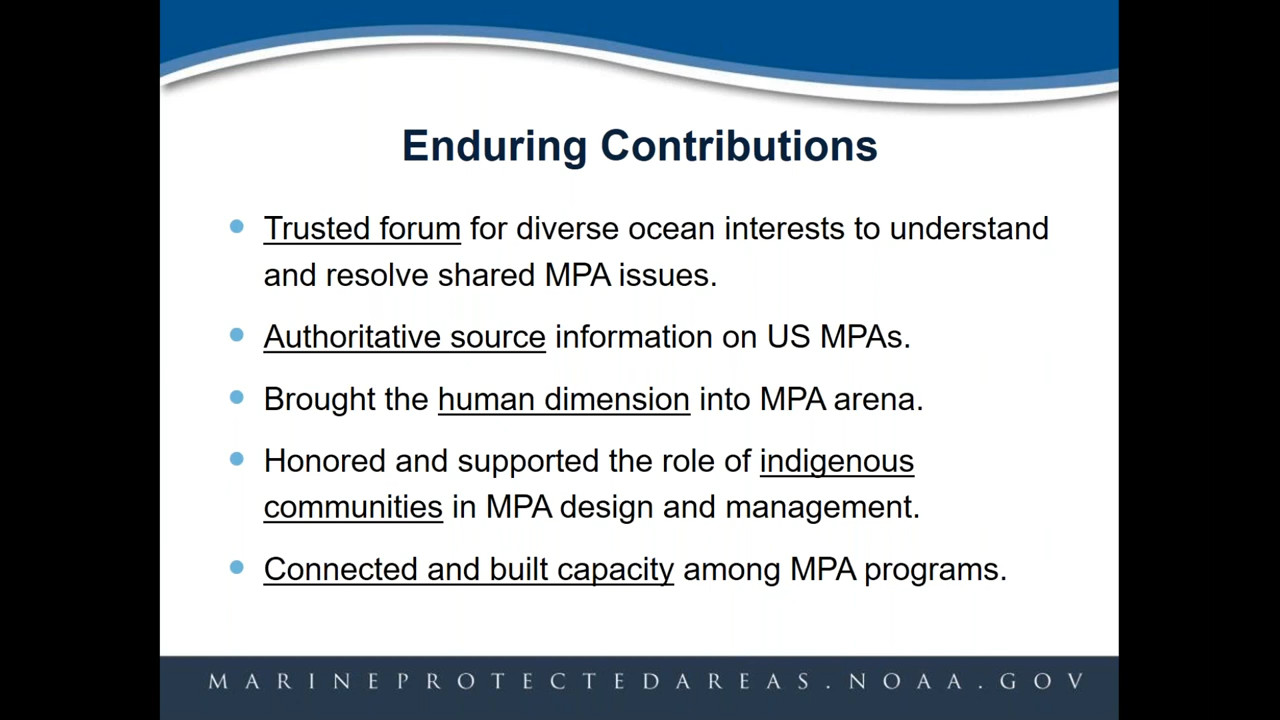 Enduring Contributions
Trusted forum for diverse ocean interests to understand
and resolve shared MPA issues.
Authoritative source information on US MPAs.
Brought the human dimension into MPA arena.
Honored and supported the role of indigenous
communities in MPA design and management.
Connected and built capacity among MPA programs.
MARINEPROTECTEDAREAS.NOAA.GOV